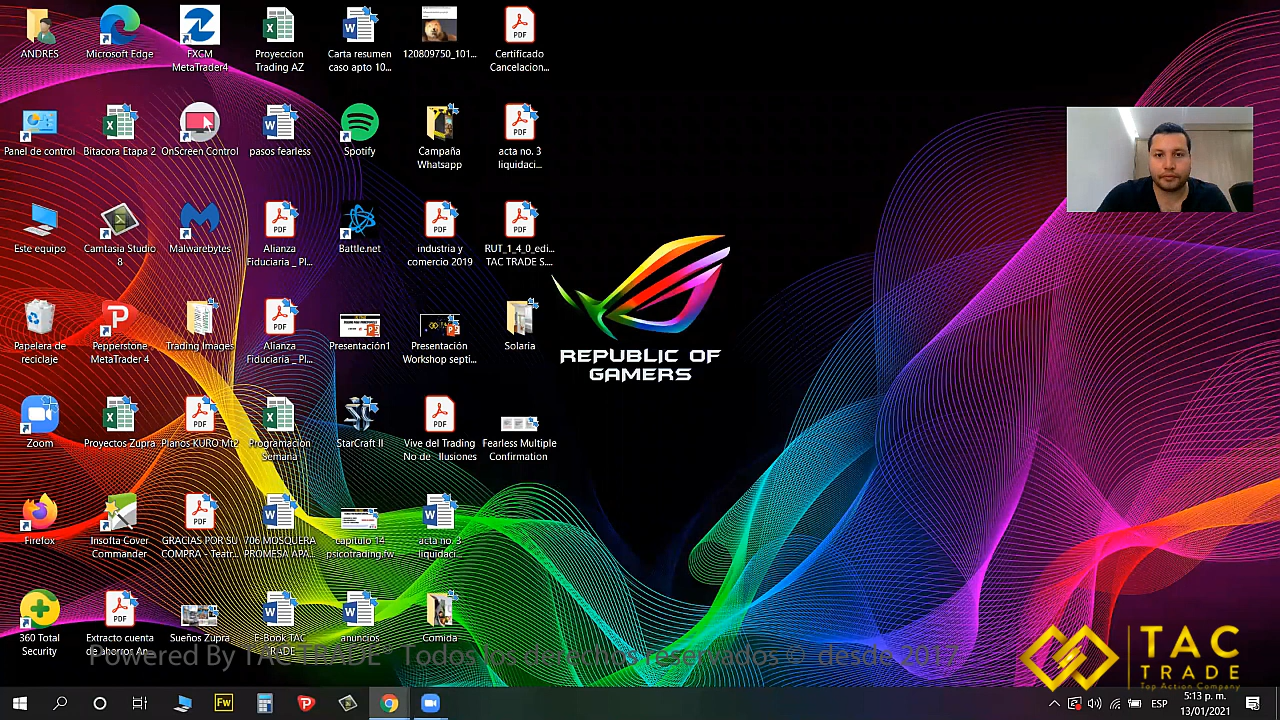 ANDRES
Microsoft Edge
FXGM
MetaTrader4
Proyección
Trading AZ
Carta resumen
caso apto 10...
120809750_101...
Certificado
Cancelacion...
Panel de control
Bitacora Etapa 2
OnScreen Control
pasos fearless
Spotify
Campaña
Whatsapp
acta no. 3
liquidaci...
Este equipo
Camtasia Studio
8
Malwarebytes
Alianza
Fiduciaria _ Pl...
Battle.net
industria y
comercio 2019
RUT_1_4_0_edi...
TAC TRADE S....
Papelera de
reciclaje
Pepperstone
MetaTrader 4
Trading Images
Alianza
Fiduciaria _ Pl...
Presentación1
Presentación
Workshop septi...
Solaria
REPUBLIC OF
GAMERS
Zoom
Proyectos Zupra
Planos KURO.Mt2
Programacion
Semana
StarCraft II
Vive del Trading
No de _Ilusiones
Fearless Multiple
Confirmation
Firefox
Insofta Cover
Commander
GRACIAS POR SU
COMPRA - Teatr...
706 MOSQUERA
PROMESA APA...
capitulo 14
psicotrading.fw
acta no. 3
liquidaci...
360 Total
Security
Extracto cuenta
de ahorror An...
Sueños Zupra
E-Book TAC
TRADE
anuncios
Comida
Powered By TAC TRADE® Todos los derechos reservados © desde 2017
TAC
TRADE
Top Action Company
Fw
ESP
5:13 p. m.
13/01/2021